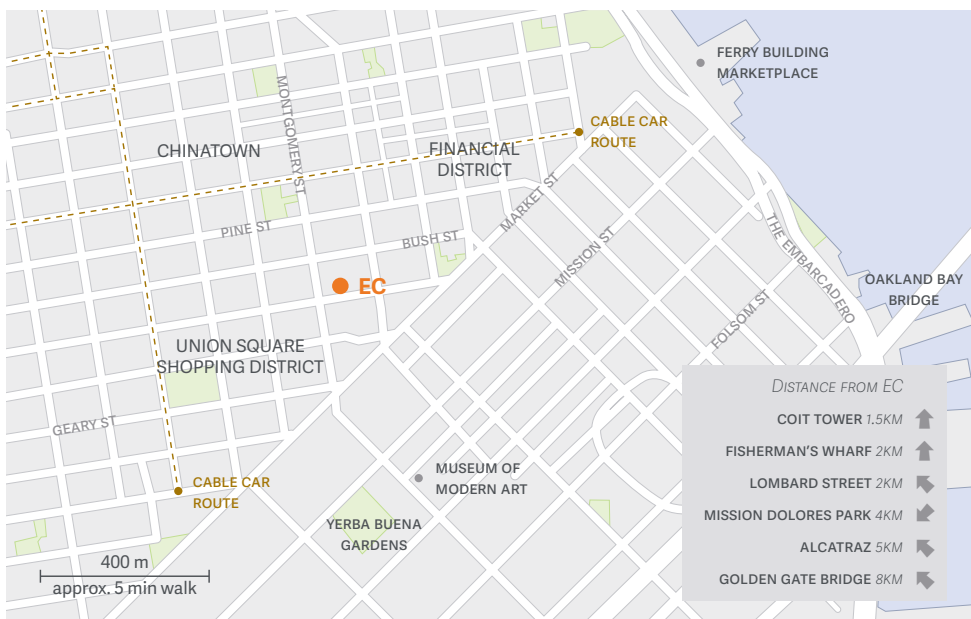 FERRY BUILDING
MARKETPLACE
MONTGOMERY ST
CABLE CAR
ROUTE
CHINATOWN
FINANCIAL
DISTRICT
MARKET ST
PINE ST
BUSH ST
MISSION ST
THE EMBARCADERO
EC
OAKLAND BAY
BRIDGE
FOLSOM ST
UNION SQUARE
SHOPPING DISTRICT
GEARY ST
DISTANCE FROM EC
COIT TOWER 1.5KM
FISHERMAN'S WHARF 2KM
LOMBARD STREET 2KM
MISSION DOLORES PARK 4KM
ALCATRAZ 5KM
GOLDEN GATE BRIDGE 8KM
MUSEUM OF
MODERN ART
CABLE CAR
ROUTE
YERBA BUENA
GARDENS
400 m
approx. 5 min walk